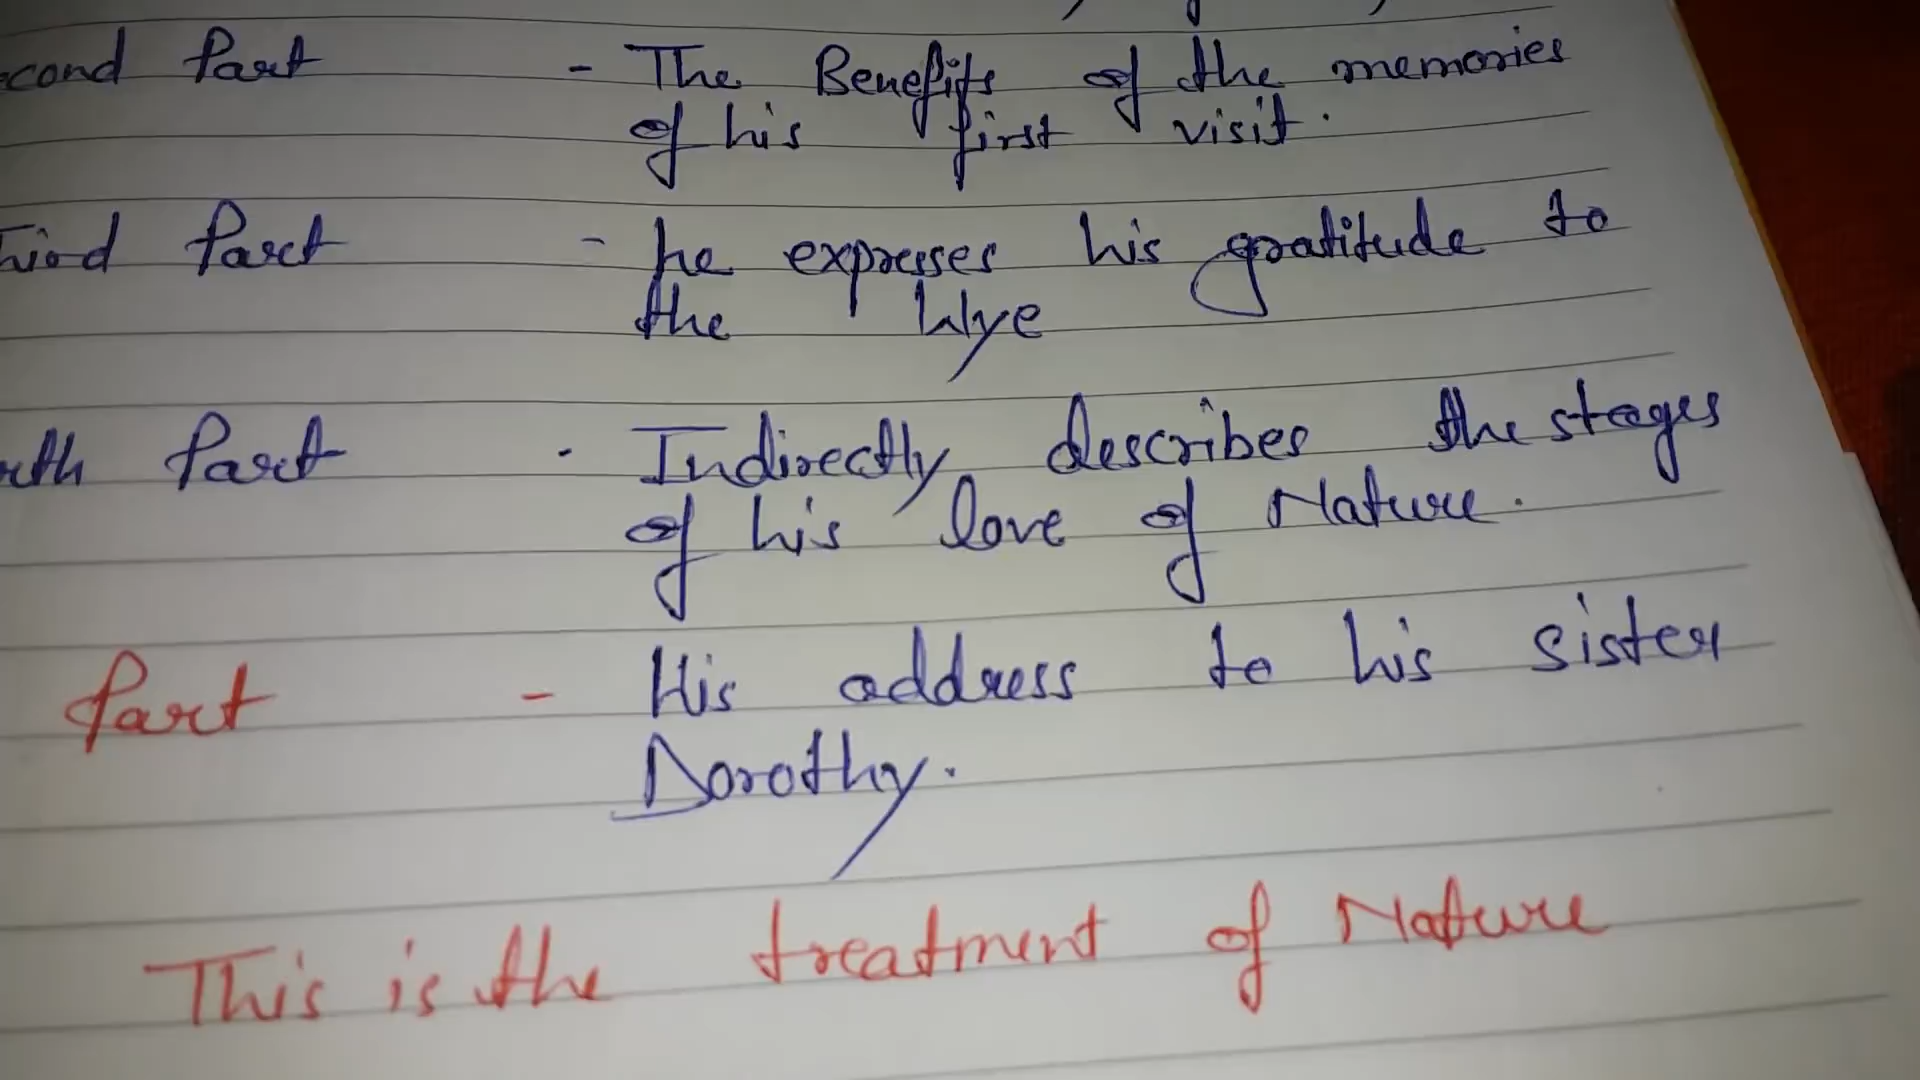 econd Part - The Benefits of the memories
of his first visit.
Third Part - he expresses his gratitude to
the Wye
rth Part - Indirectly describes the stages
of his love of Nature.
Part - His address to his sister
Dorothy.
This is the treatment of Nature